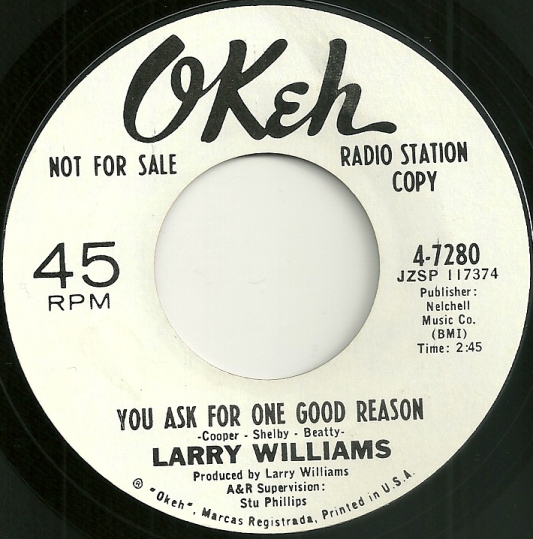 OKeh
NOT FOR SALE
RADIO STATION
COPY
45
RPM
4-7280
JZSP 117374
Publisher:
Nelchell
Music Co.
(BMI)
Time: 2:45
YOU ASK FOR ONE GOOD REASON
-Cooper - Shelby - Beatty-
LARRY WILLIAMS
Produced by Larry Williams
A&R Supervision:
Stu Phillips
® "Okeh", Marcas Registrada, Printed in U.S.A.